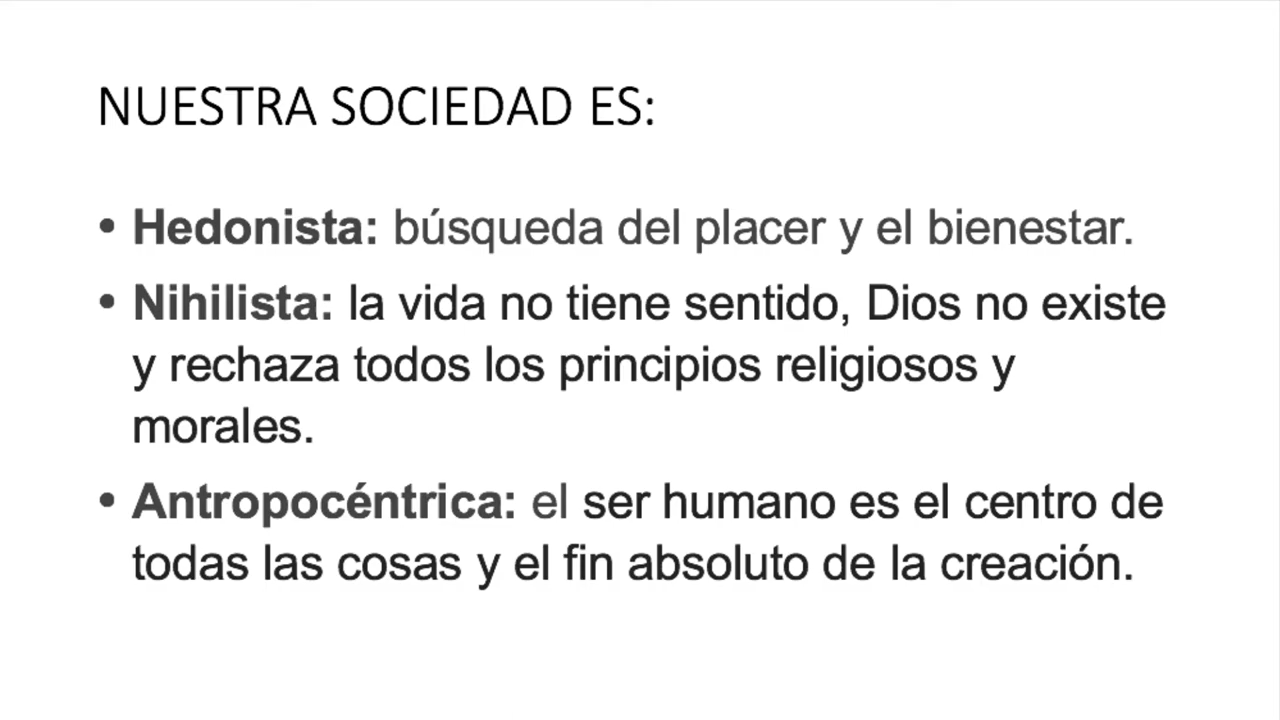 NUESTRA SOCIEDAD ES:
• Hedonista: búsqueda del placer y el bienestar.
• Nihilista: la vida no tiene sentido, Dios no existe
y rechaza todos los principios religiosos y
morales.
• Antropocéntrica: el ser humano es el centro de
todas las cosas y el fin absoluto de la creación.